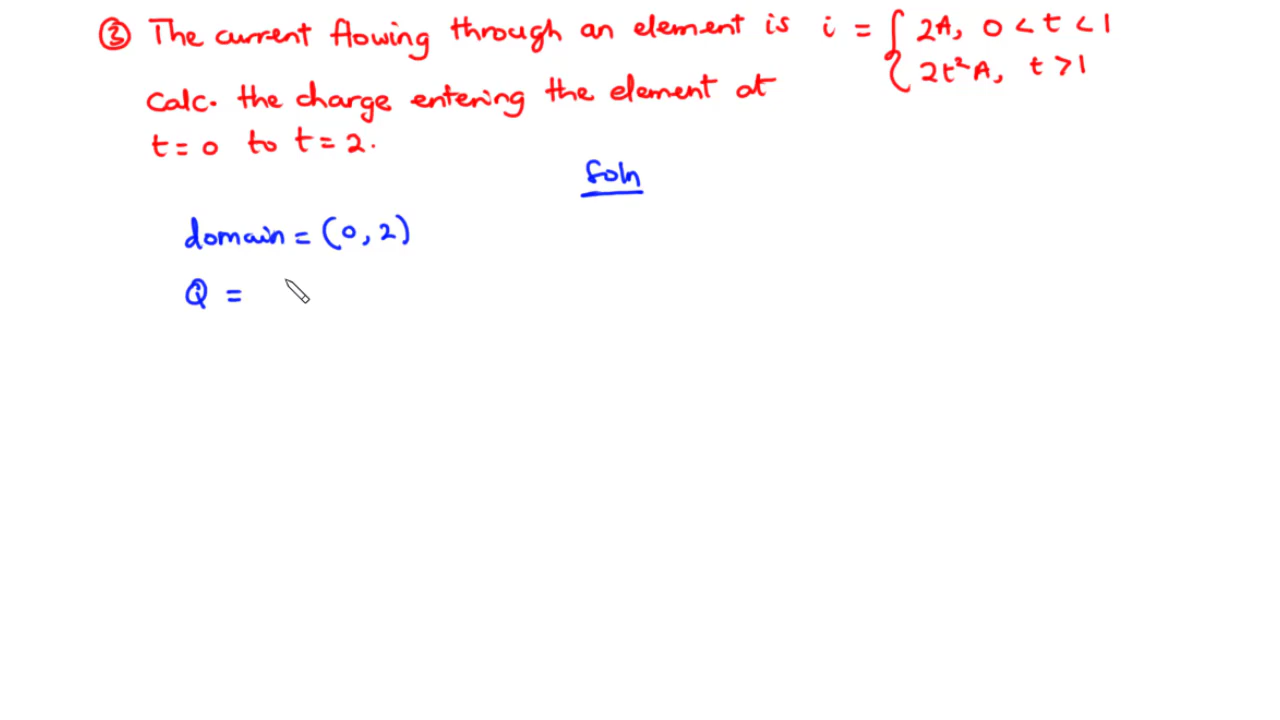 ③ The current flowing through an element is i = { 2A, 0 < t < 1
2t²A, t > 1
Calc. the charge entering the element at
t = 0 to t = 2.
Soln
domain = (0, 2)
Q =